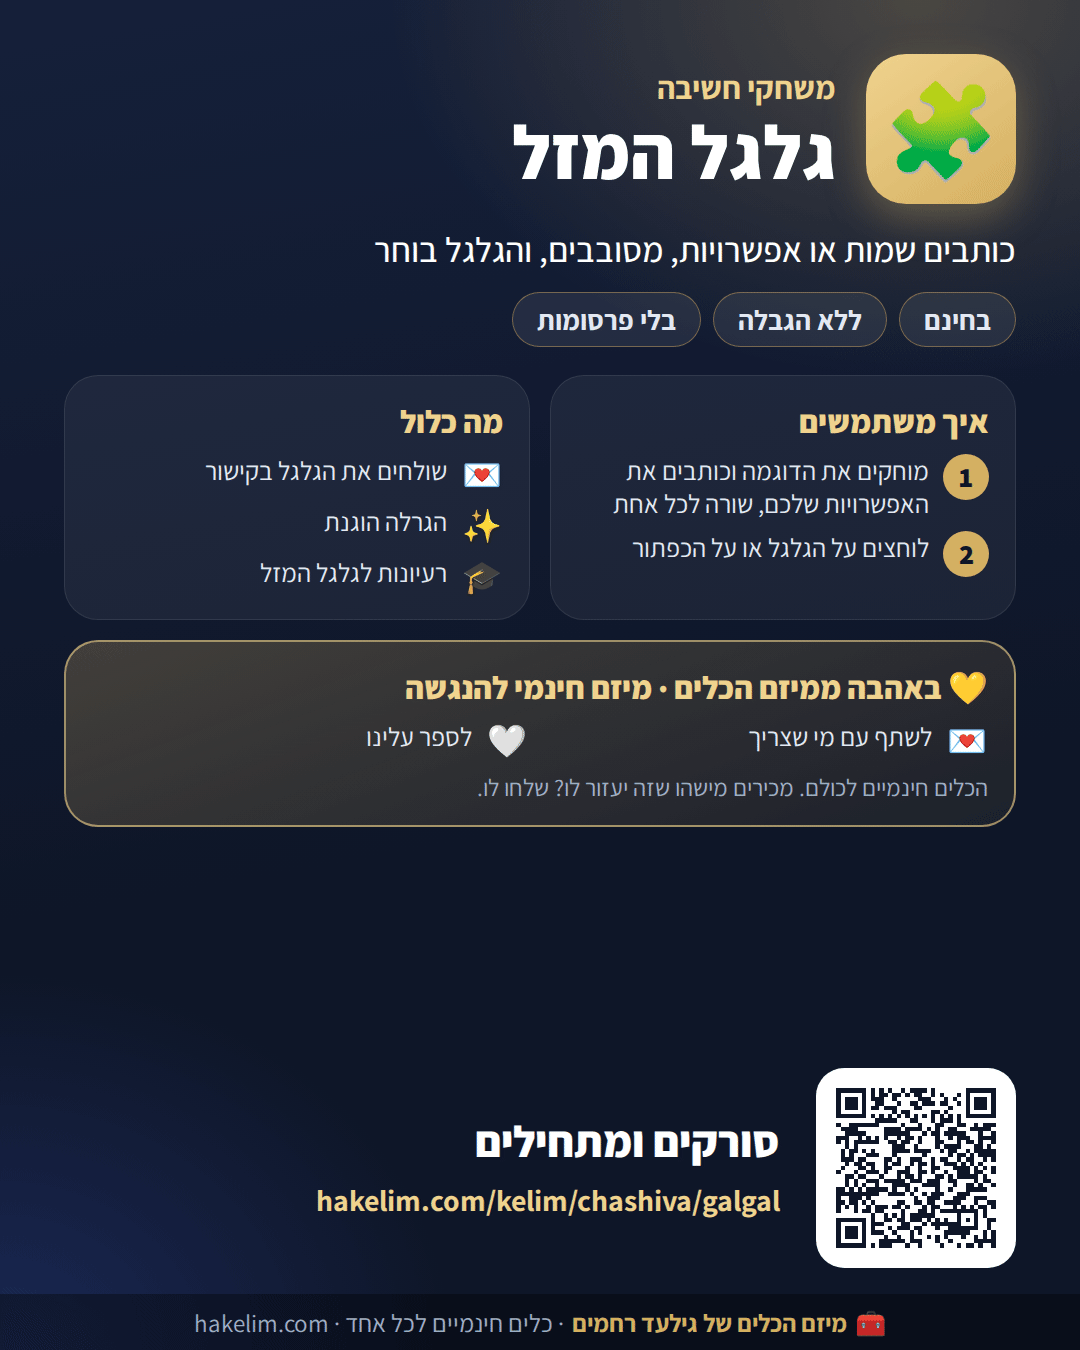 משחקי חשיבה
גלגל המזל
כותבים שמות או אפשרויות, מסובבים, והגלגל בוחר
בחינם
ללא הגבלה
בלי פרסומות
איך משתמשים
1 מוחקים את הדוגמה וכותבים את
האפשרויות שלכם, שורה לכל אחת
2 לוחצים על הגלגל או על הכפתור
מה כלול
שולחים את הגלגל בקישור
הגרלה הוגנת
רעיונות לגלגל המזל
באהבה ממיזם הכלים · מיזם חינמי להנגשה
לשתף עם מי שצריך
לספר עלינו
הכלים חינמיים לכולם. מכירים מישהו שזה יעזור לו? שלחו לו.
סורקים ומתחילים
hakelim.com/kelim/chashiva/galgal
מיזם הכלים של גילעד רחמים · כלים חינמיים לכל אחד · hakelim.com